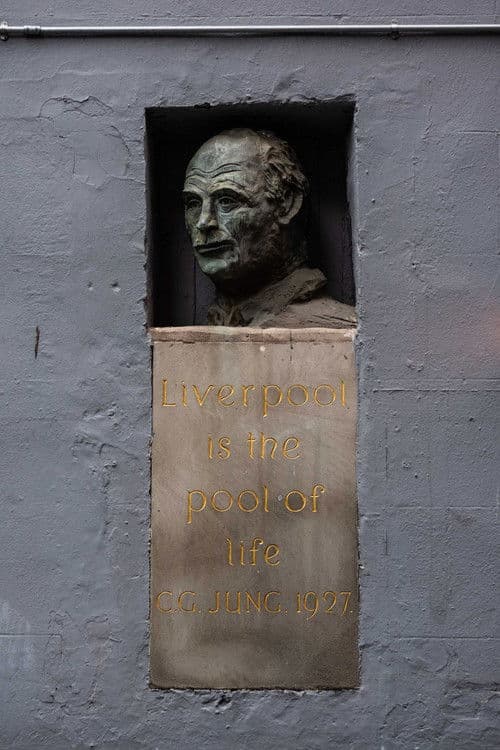 Liverpool
is the
pool of
life
C.G. JUNG. 1927.